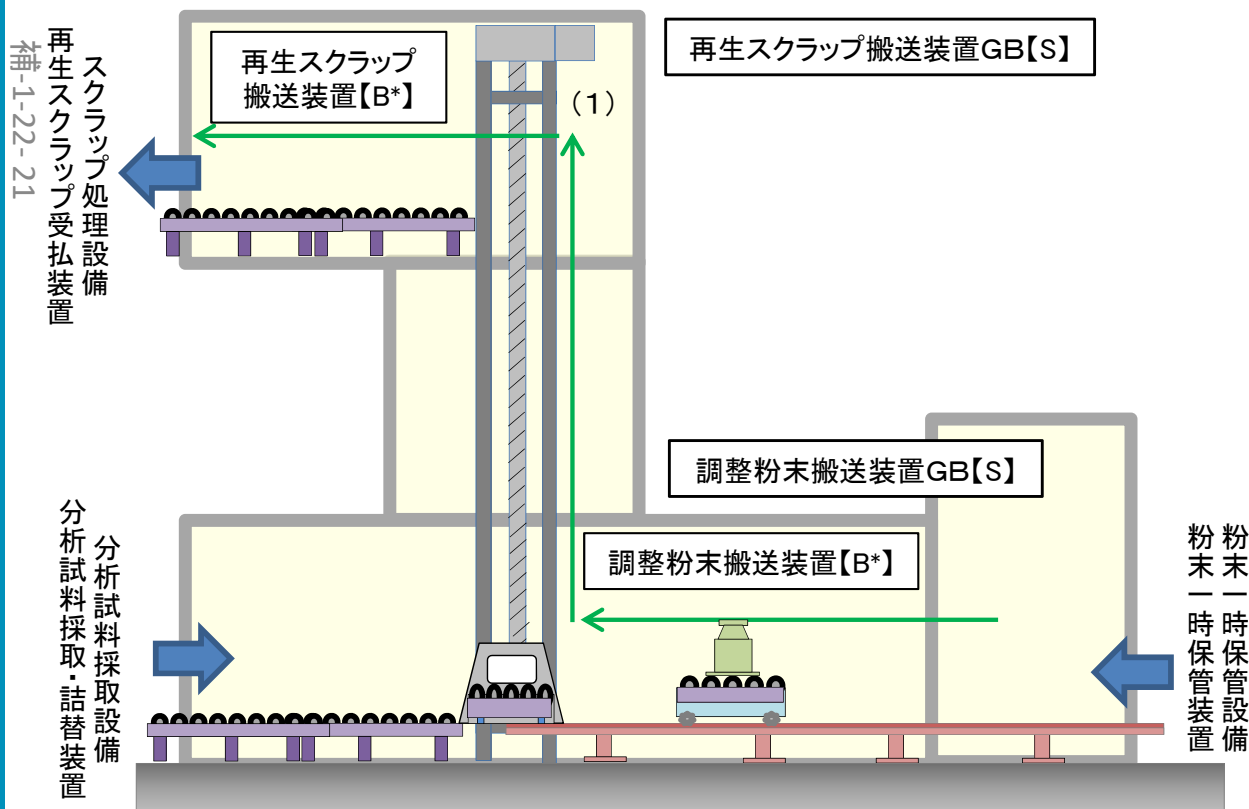 再生スクラップ
搬送装置【B*】
再生スクラップ搬送装置GB【S】
(1)
スクラップ処理設備
再生スクラップ受払装置
補-1-22- 21
調整粉末搬送装置GB【S】
調整粉末搬送装置【B*】
分析試料採取設備
分析試料採取・詰替装置
粉末一時保管設備
粉末一時保管装置